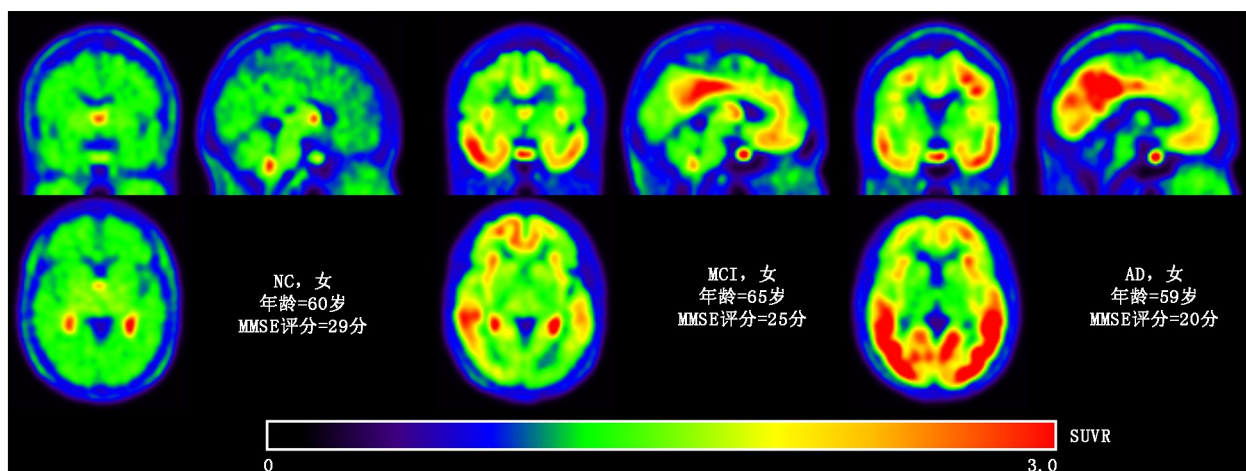 NC，女
年龄=60岁
MMSE评分=29分
MCI，女
年龄=65岁
MMSE评分=25分
AD，女
年龄=59岁
MMSE评分=20分
SUVR
0
3.0